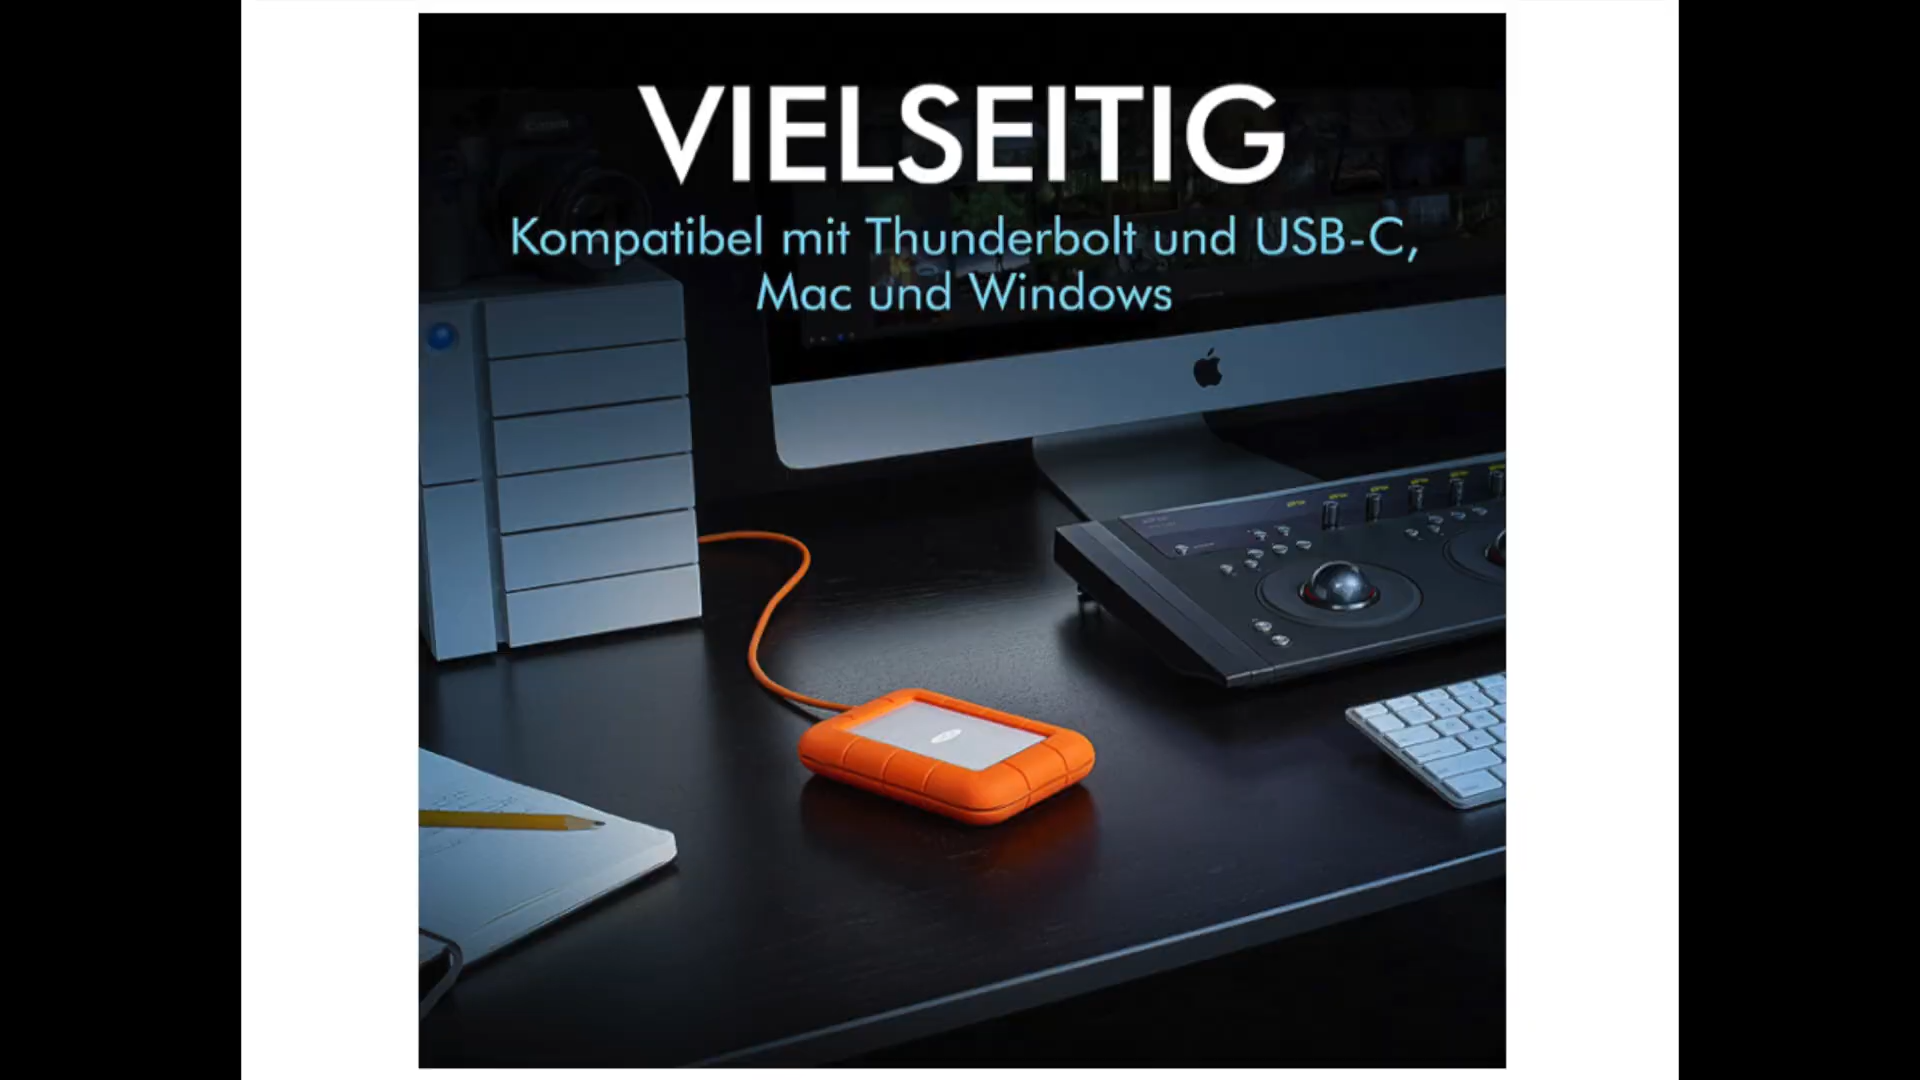 VIELSEITIG
Kompatibel mit Thunderbolt und USB-C,
Mac und Windows